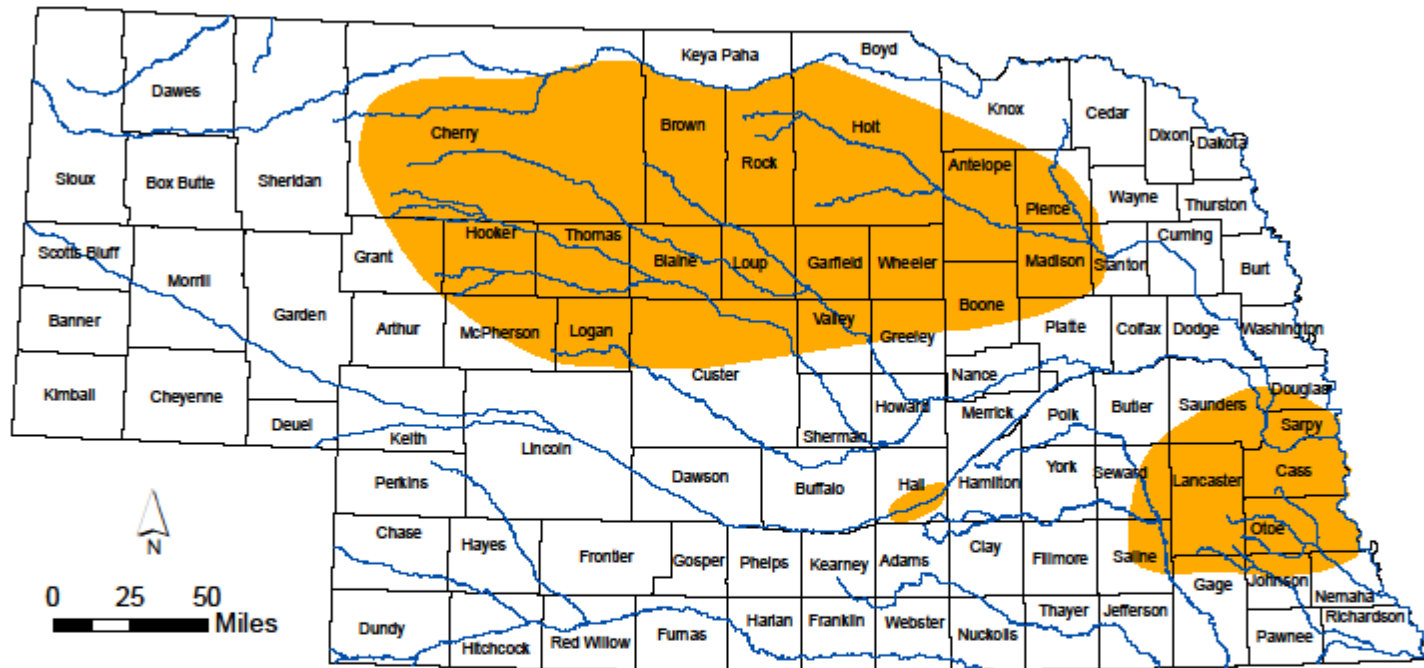 Keya Paha
Boyd
Dawes
Knox
Cedar
Cherry
Brown
Holt
Dixon
Dakota
Rock
Antelope
Sioux
Box Butte
Sheridan
Wayne
Pierce
Thurston
Hooker
Thomas
Cuming
Scotts Bluff
Grant
Blaine
Loup
Garfield
Wheeler
Madison
Stanton
Burt
Morrill
Boone
Garden
Banner
Arthur
McPherson
Logan
Valley
Greeley
Platte
Colfax
Dodge
Washington
Custer
Nance
Kimball
Cheyenne
Douglas
Howard
Merrick
Polk
Butler
Saunders
Deuel
Sarpy
Keith
Sherman
Lincoln
Perkins
Dawson
Buffalo
Hall
Hamilton
York
Seward
Lancaster
Cass
N
Chase
Otoe
Hayes
Frontier
Gosper
Phelps
Kearney
Adams
Clay
Fillmore
Saline
Gage
Johnson
Nemaha
0 25 50
Miles
Dundy
Hitchcock
Red Willow
Furnas
Harlan
Franklin
Webster
Nuckolls
Thayer
Jefferson
Pawnee
Richardson